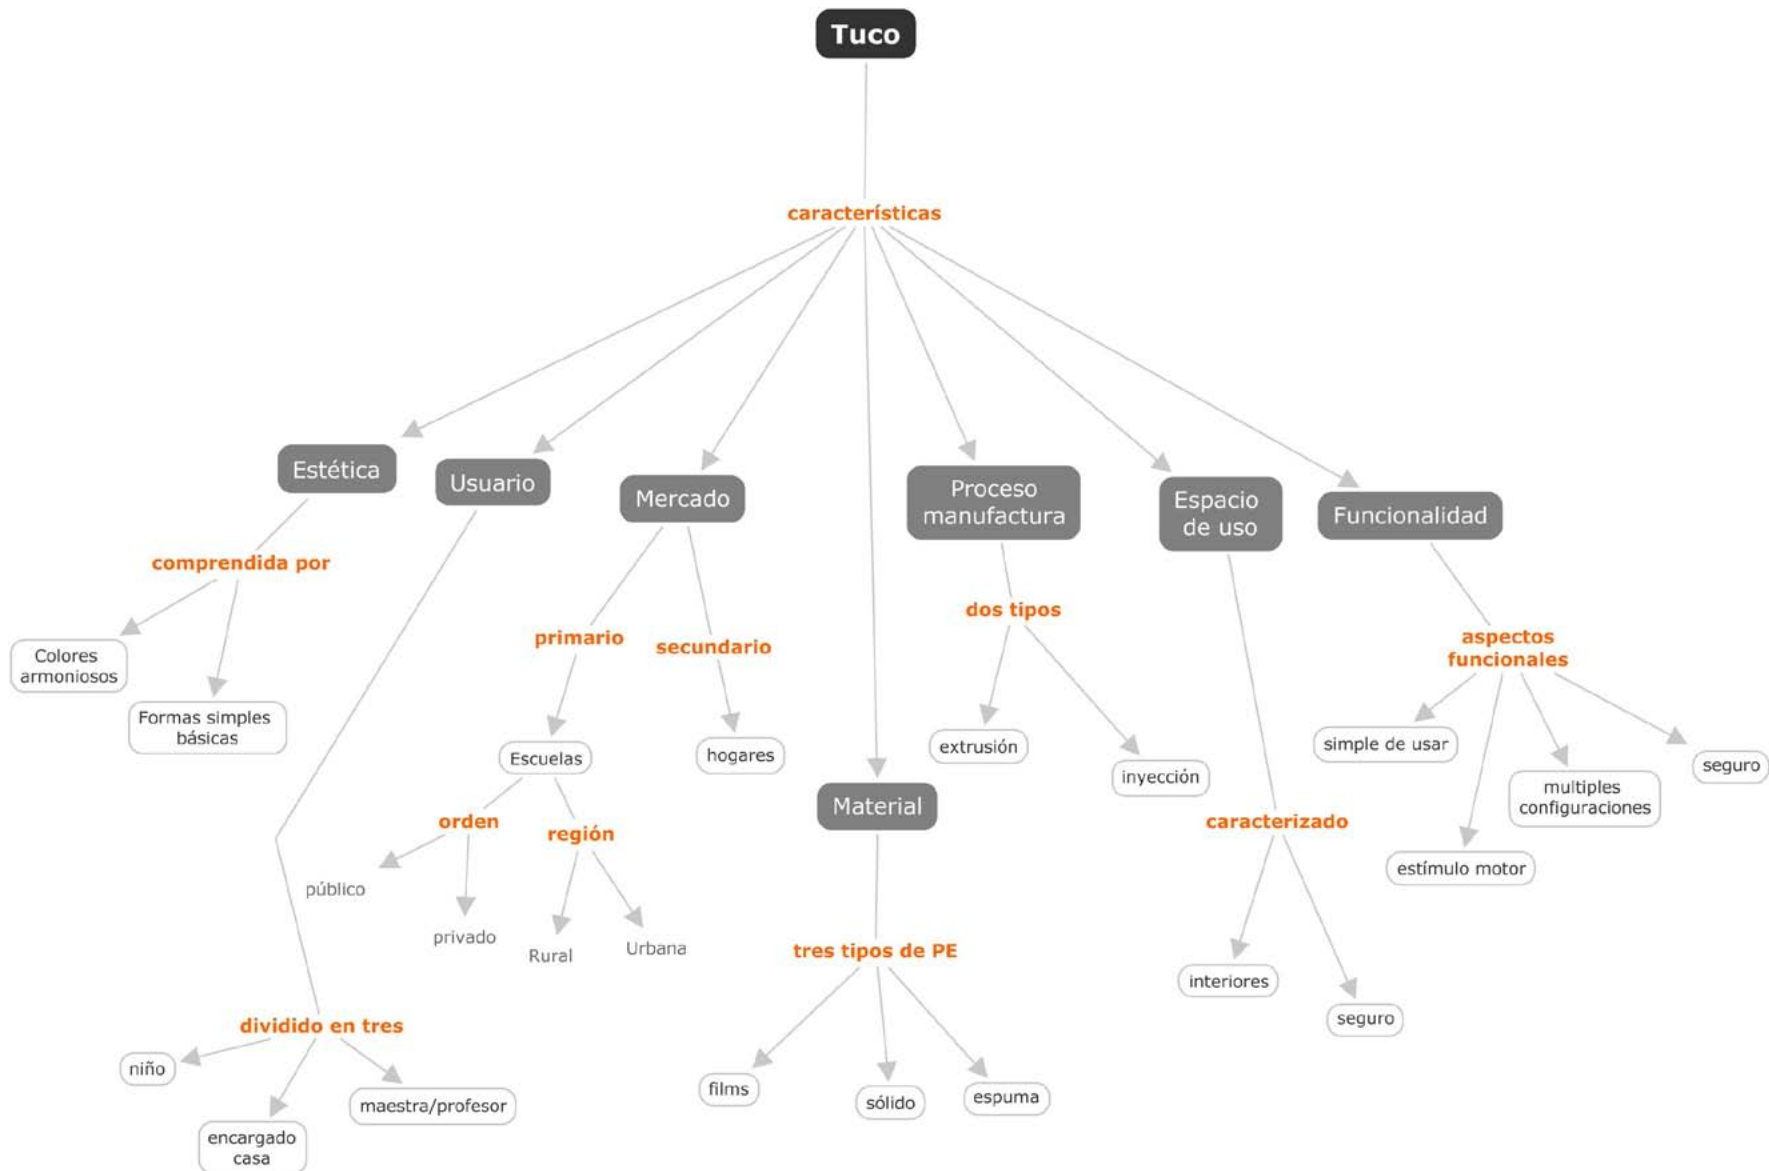 Tuco
características
Estética
Usuario
Mercado
Proceso
manufactura
Espacio
de uso
Funcionalidad
comprendida por
Colores
armoniosos
Formas simples
básicas
primario
secundario
Escuelas
hogares
orden
región
público
privado
Rural
Urbana
dividido en tres
niño
encargado
casa
maestra/profesor
Material
tres tipos de PE
films
sólido
espuma
dos tipos
extrusión
inyección
caracterizado
interiores
seguro
aspectos
funcionales
simple de usar
estímulo motor
multiples
configuraciones
seguro